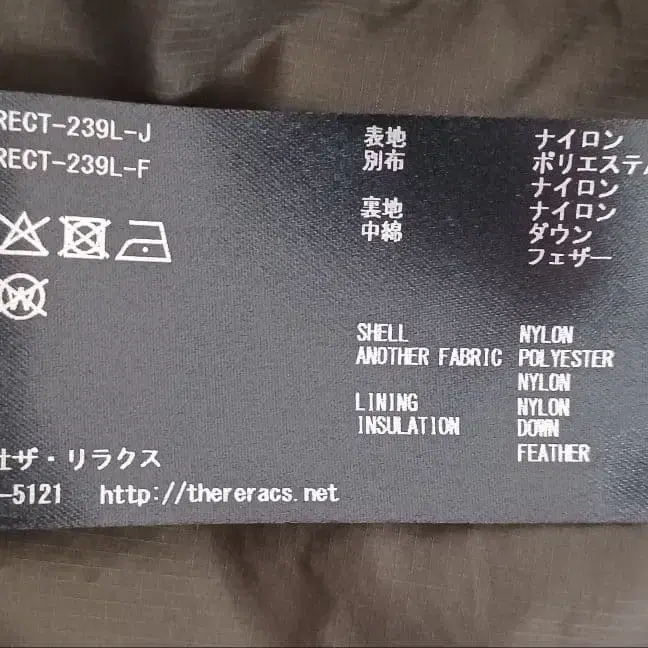 RECT-239L-J
RECT-239L-F
表地 ナイロン
別布 ポリエステル
ナイロン
裏地 ナイロン
中綿 ダウン
フェザー
W
SHELL NYLON
ANOTHER FABRIC POLYESTER
NYLON
LINING NYLON
INSULATION DOWN
FEATHER
社ザ・リラクス
-5121 http://thereracs.net